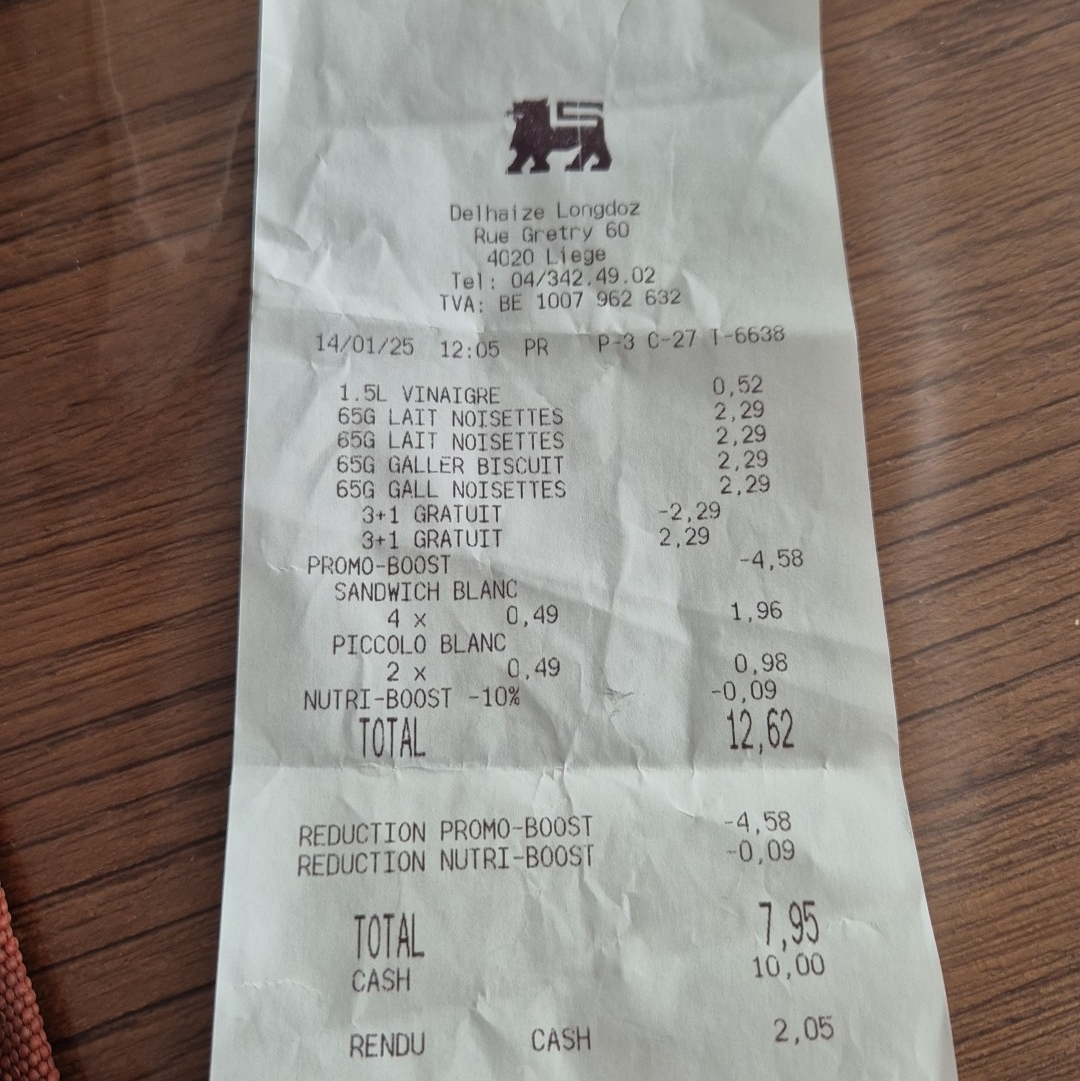 Delhaize Longdoz
Rue Gretry 60
4020 Liege
Tel: 04/342.49.02
TVA: BE 1007 962 632
14/01/25 12:05 PR P-3 C-27 T-6638
1.5L VINAIGRE 0,52
65G LAIT NOISETTES 2,29
65G LAIT NOISETTES 2,29
65G GALLER BISCUIT 2,29
65G GALL NOISETTES 2,29
3+1 GRATUIT -2,29
3+1 GRATUIT 2,29
PROMO-BOOST -4,58
SANDWICH BLANC
4 x 0,49 1,96
PICCOLO BLANC
2 x 0,49 0,98
NUTRI-BOOST -10% -0,09
TOTAL 12,62
REDUCTION PROMO-BOOST -4,58
REDUCTION NUTRI-BOOST -0,09
TOTAL 7,95
CASH 10,00
RENDU CASH 2,05